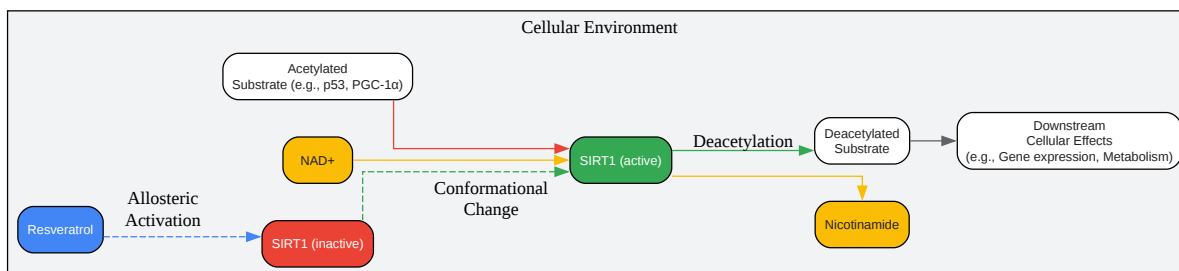 Cellular Environment
Acetylated
Substrate (e.g., p53, PGC-1α)
NAD+
Allosteric
Activation
Resveratrol
SIRT1 (inactive)
Conformational
Change
SIRT1 (active)
Deacetylation
Deacetylated
Substrate
Nicotinamide
Downstream
Cellular Effects
(e.g., Gene expression, Metabolism)